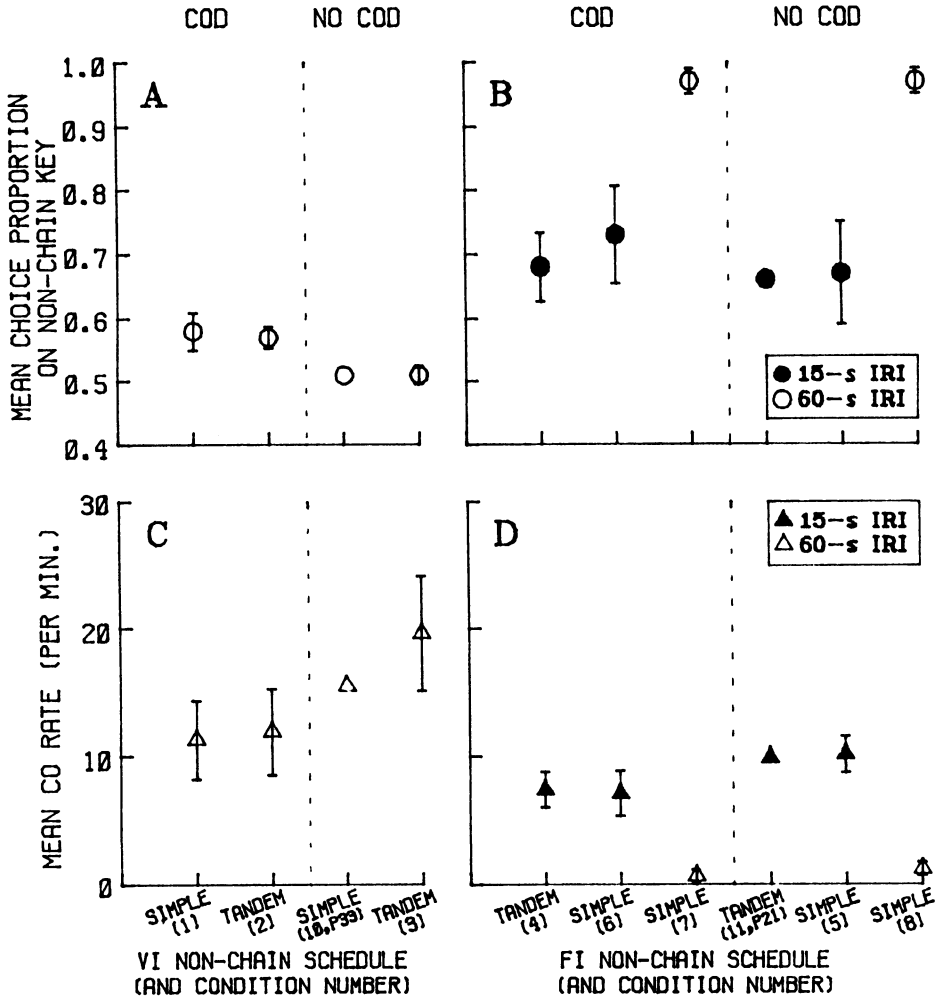 COD NO COD COD NO COD
A
B
MEAN CHOICE PROPORTION
ON NON-CHAIN KEY
1.0
0.9
0.8
0.7
0.6
0.5
0.4
15-s IRI
60-s IRI
C
D
MEAN CO RATE (PER MIN.)
30
20
10
0
15-s IRI
60-s IRI
SIMPLE
(1)
TANDEM
(2)
SIMPLE
(10,P39)
TANDEM
(3)
TANDEM
(4)
SIMPLE
(6)
SIMPLE
(7)
TANDEM
(11,P21)
SIMPLE
(5)
SIMPLE
(8)
VI NON-CHAIN SCHEDULE
(AND CONDITION NUMBER)
FI NON-CHAIN SCHEDULE
(AND CONDITION NUMBER)